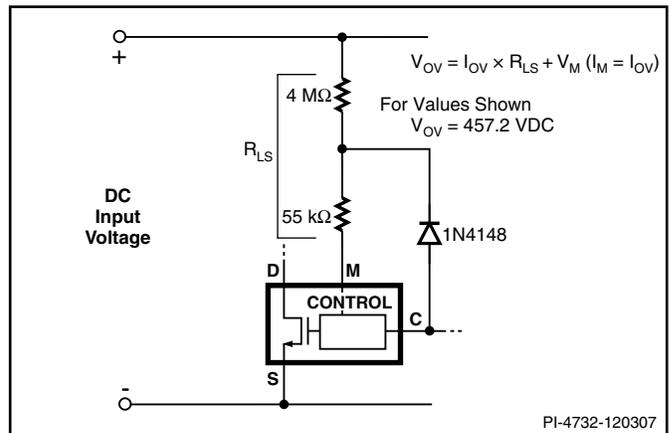 +
V_OV = I_OV × R_LS + V_M (I_M = I_OV)
For Values Shown
V_OV = 457.2 VDC
4 MΩ
R_LS
DC
Input
Voltage
55 kΩ
1N4148
D
M
CONTROL
C
S
-
PI-4732-120307